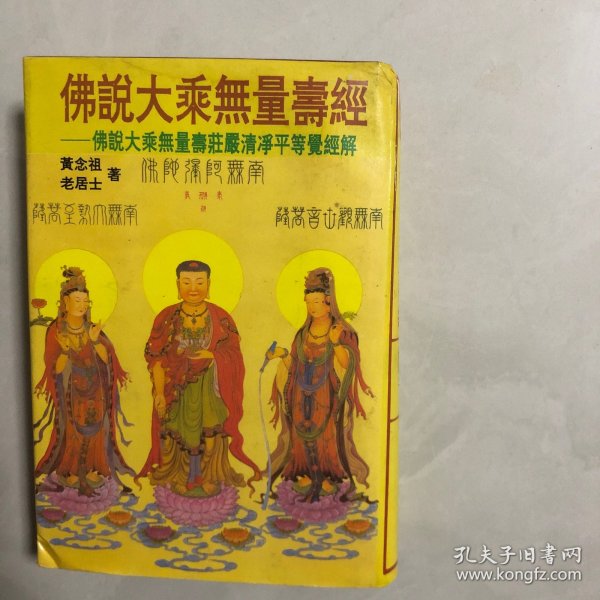 佛說大乘無量壽經
——佛說大乘無量壽莊嚴清淨平等覺經解
黃念祖
老居士
著
南無阿彌陀佛
南無大勢至菩薩
南無觀世音菩薩
孔夫子旧书网
www.kongfz.com